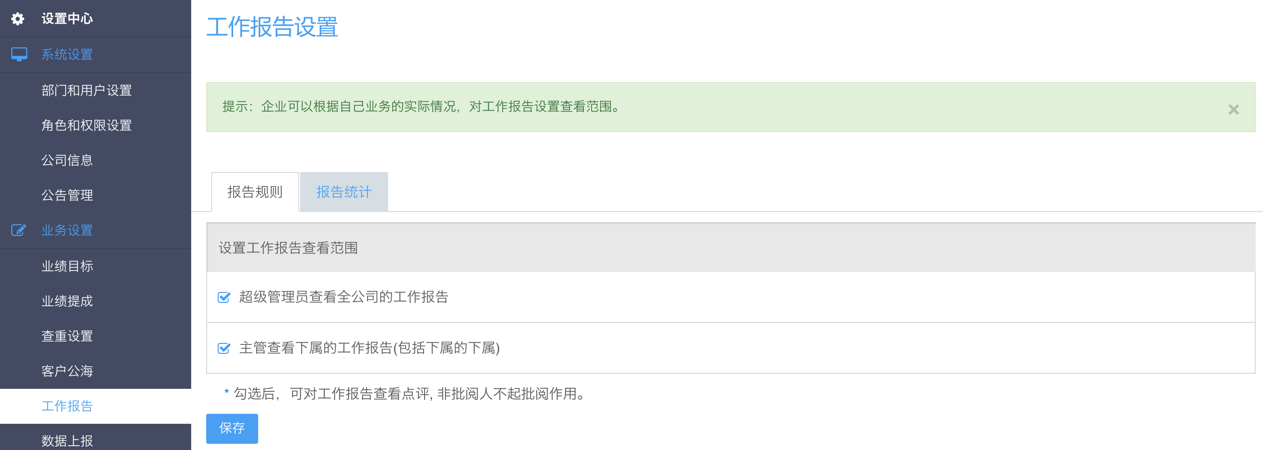 设置中心
系统设置
部门和用户设置
角色和权限设置
公司信息
公告管理
业务设置
业绩目标
业绩提成
查重设置
客户公海
工作报告
数据上报
工作报告设置
提示：企业可以根据自己业务的实际情况，对工作报告设置查看范围。
×
报告规则 报告统计
设置工作报告查看范围
超级管理员查看全公司的工作报告
主管查看下属的工作报告(包括下属的下属)
* 勾选后，可对工作报告查看点评, 非批阅人不起批阅作用。
保存